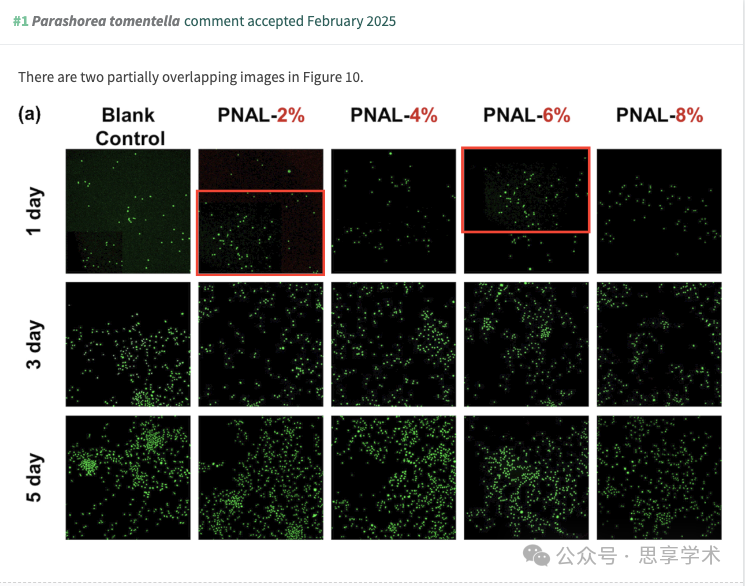 #1 Parashorea tomentella comment accepted February 2025
There are two partially overlapping images in Figure 10.
(a)
Blank Control PNAL-2% PNAL-4% PNAL-6% PNAL-8%
1 day
3 day
5 day
公众号 · 思享学术